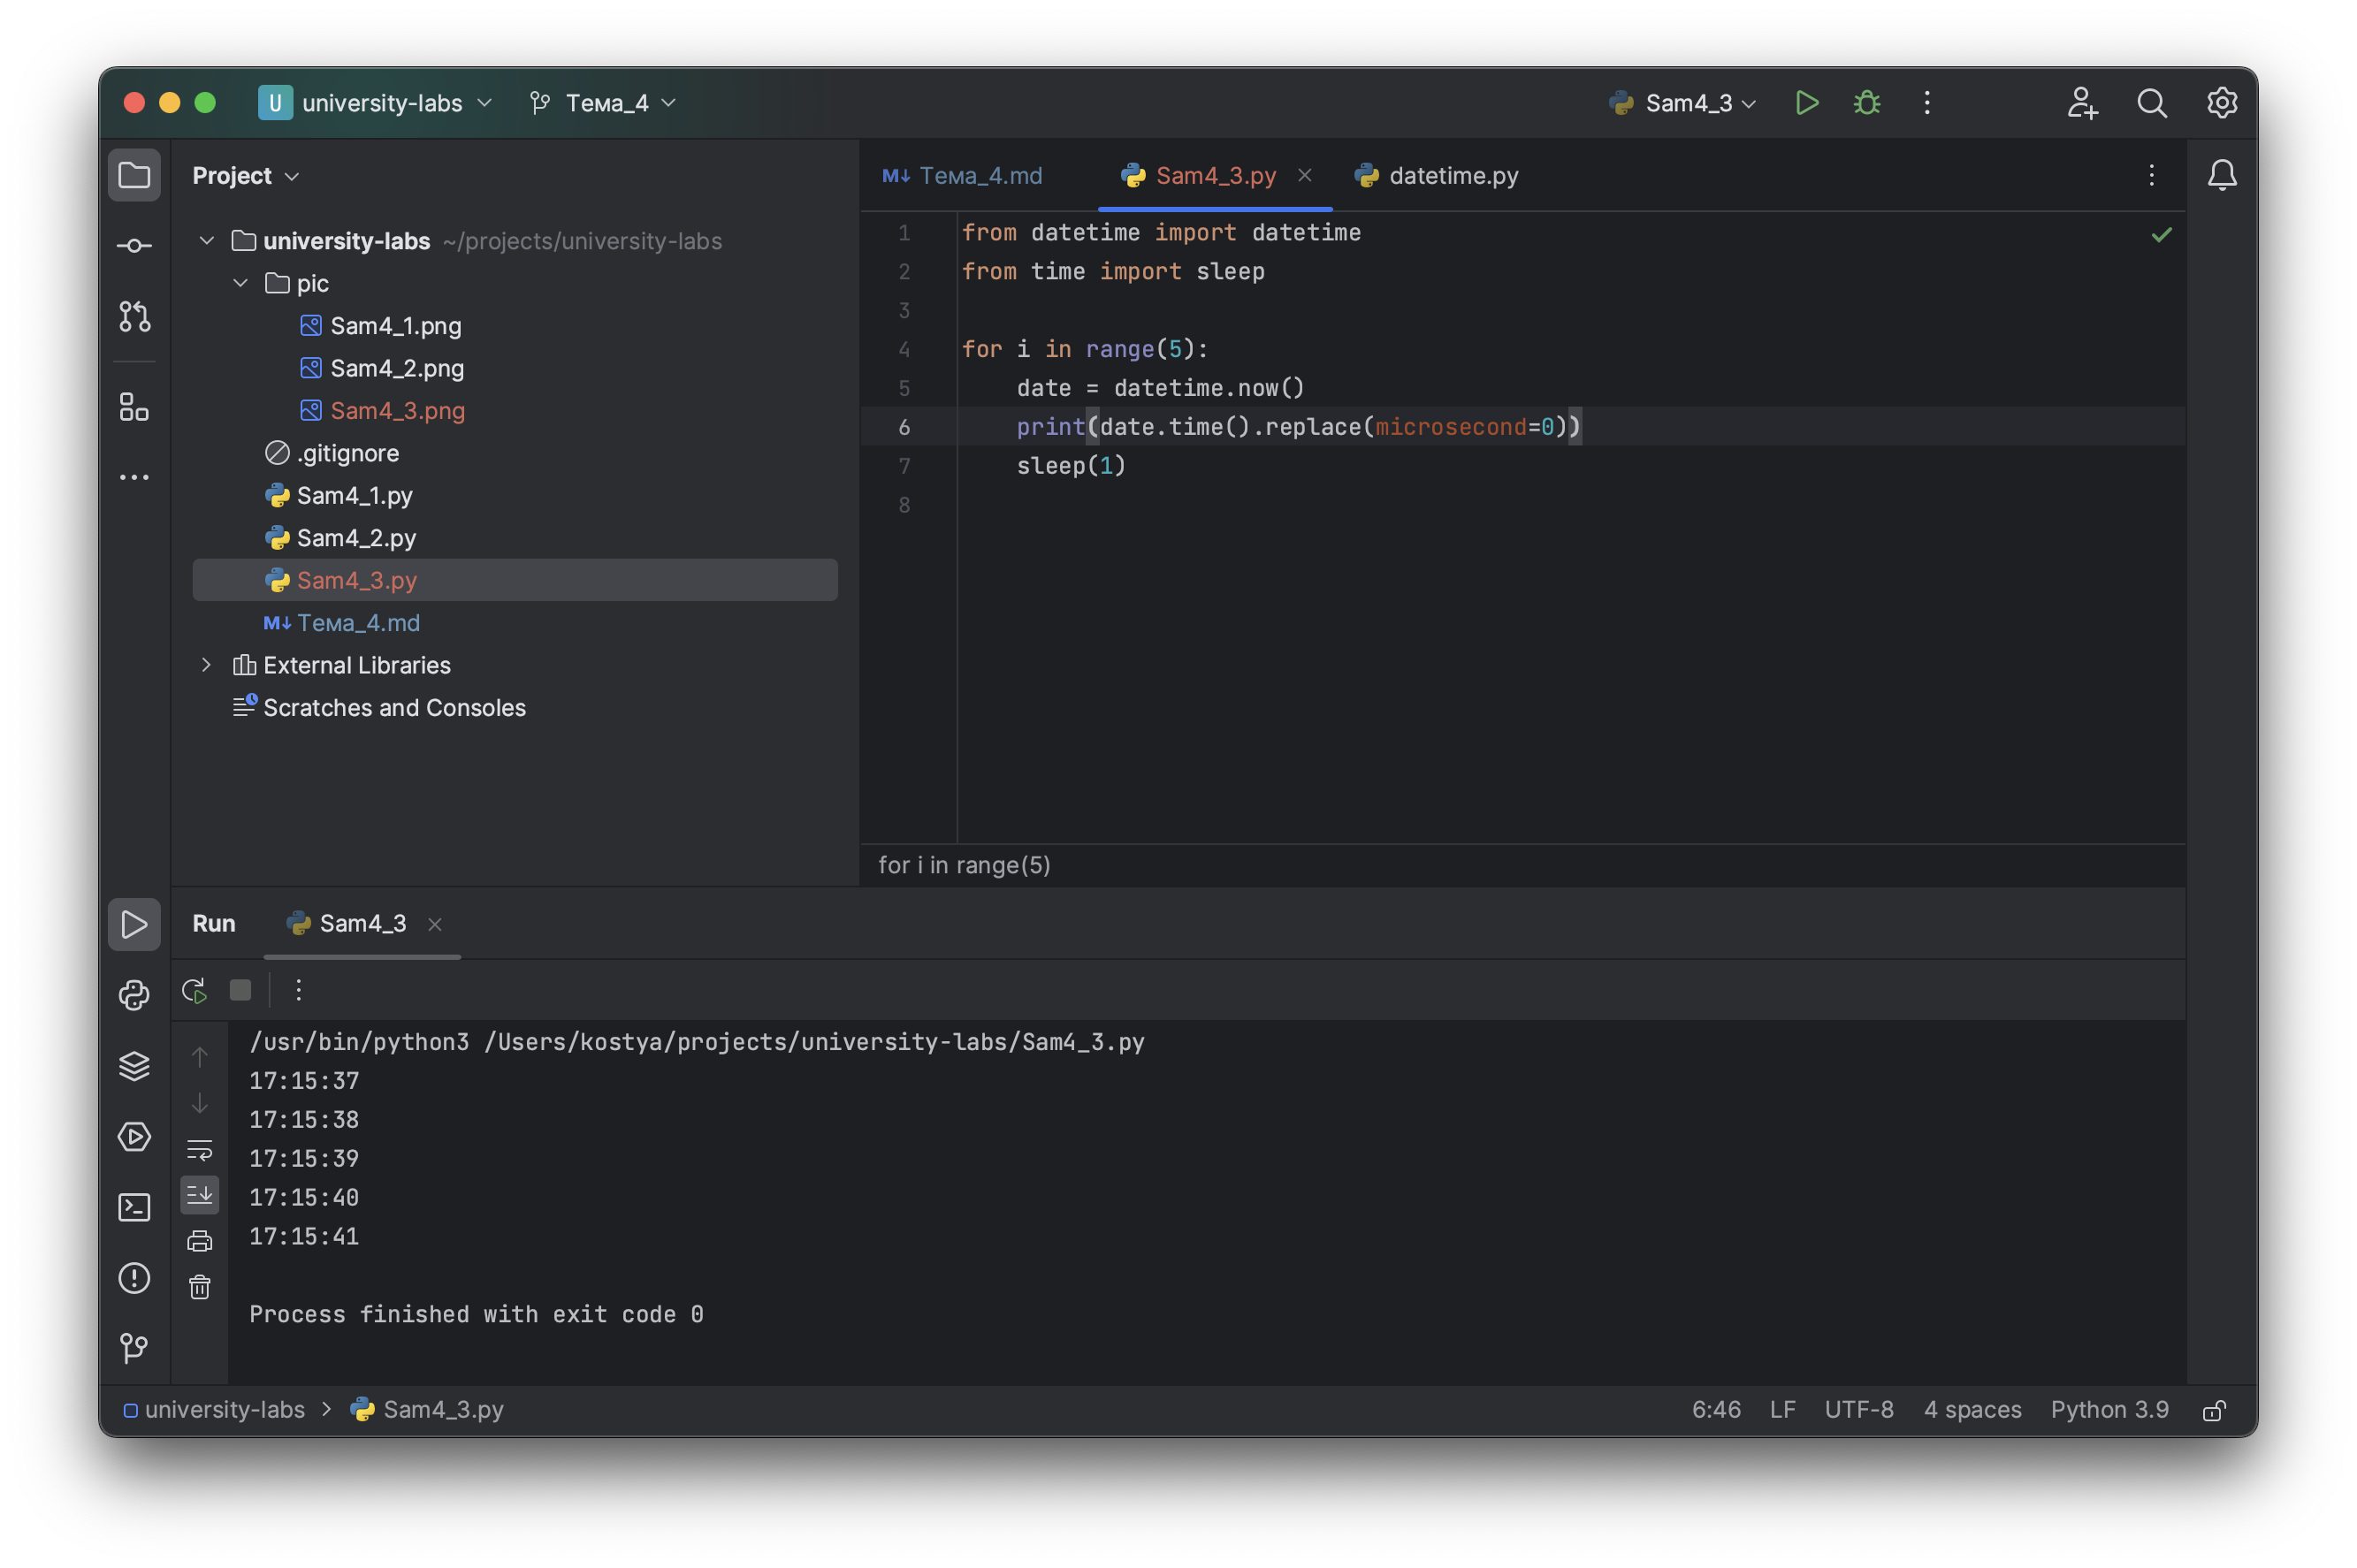 U university-labs Тема_4 Sam4_3
Project
university-labs ~/projects/university-labs
pic
Sam4_1.png
Sam4_2.png
Sam4_3.png
.gitignore
Sam4_1.py
Sam4_2.py
Sam4_3.py
M↓ Тема_4.md
External Libraries
Scratches and Consoles
M↓ Тема_4.md Sam4_3.py datetime.py
1 from datetime import datetime
2 from time import sleep
3
4 for i in range(5):
5     date = datetime.now()
6     print(date.time().replace(microsecond=0))
7     sleep(1)
8
for i in range(5)
Run Sam4_3
/usr/bin/python3 /Users/kostya/projects/university-labs/Sam4_3.py
17:15:37
17:15:38
17:15:39
17:15:40
17:15:41
Process finished with exit code 0
university-labs > Sam4_3.py 6:46 LF UTF-8 4 spaces Python 3.9